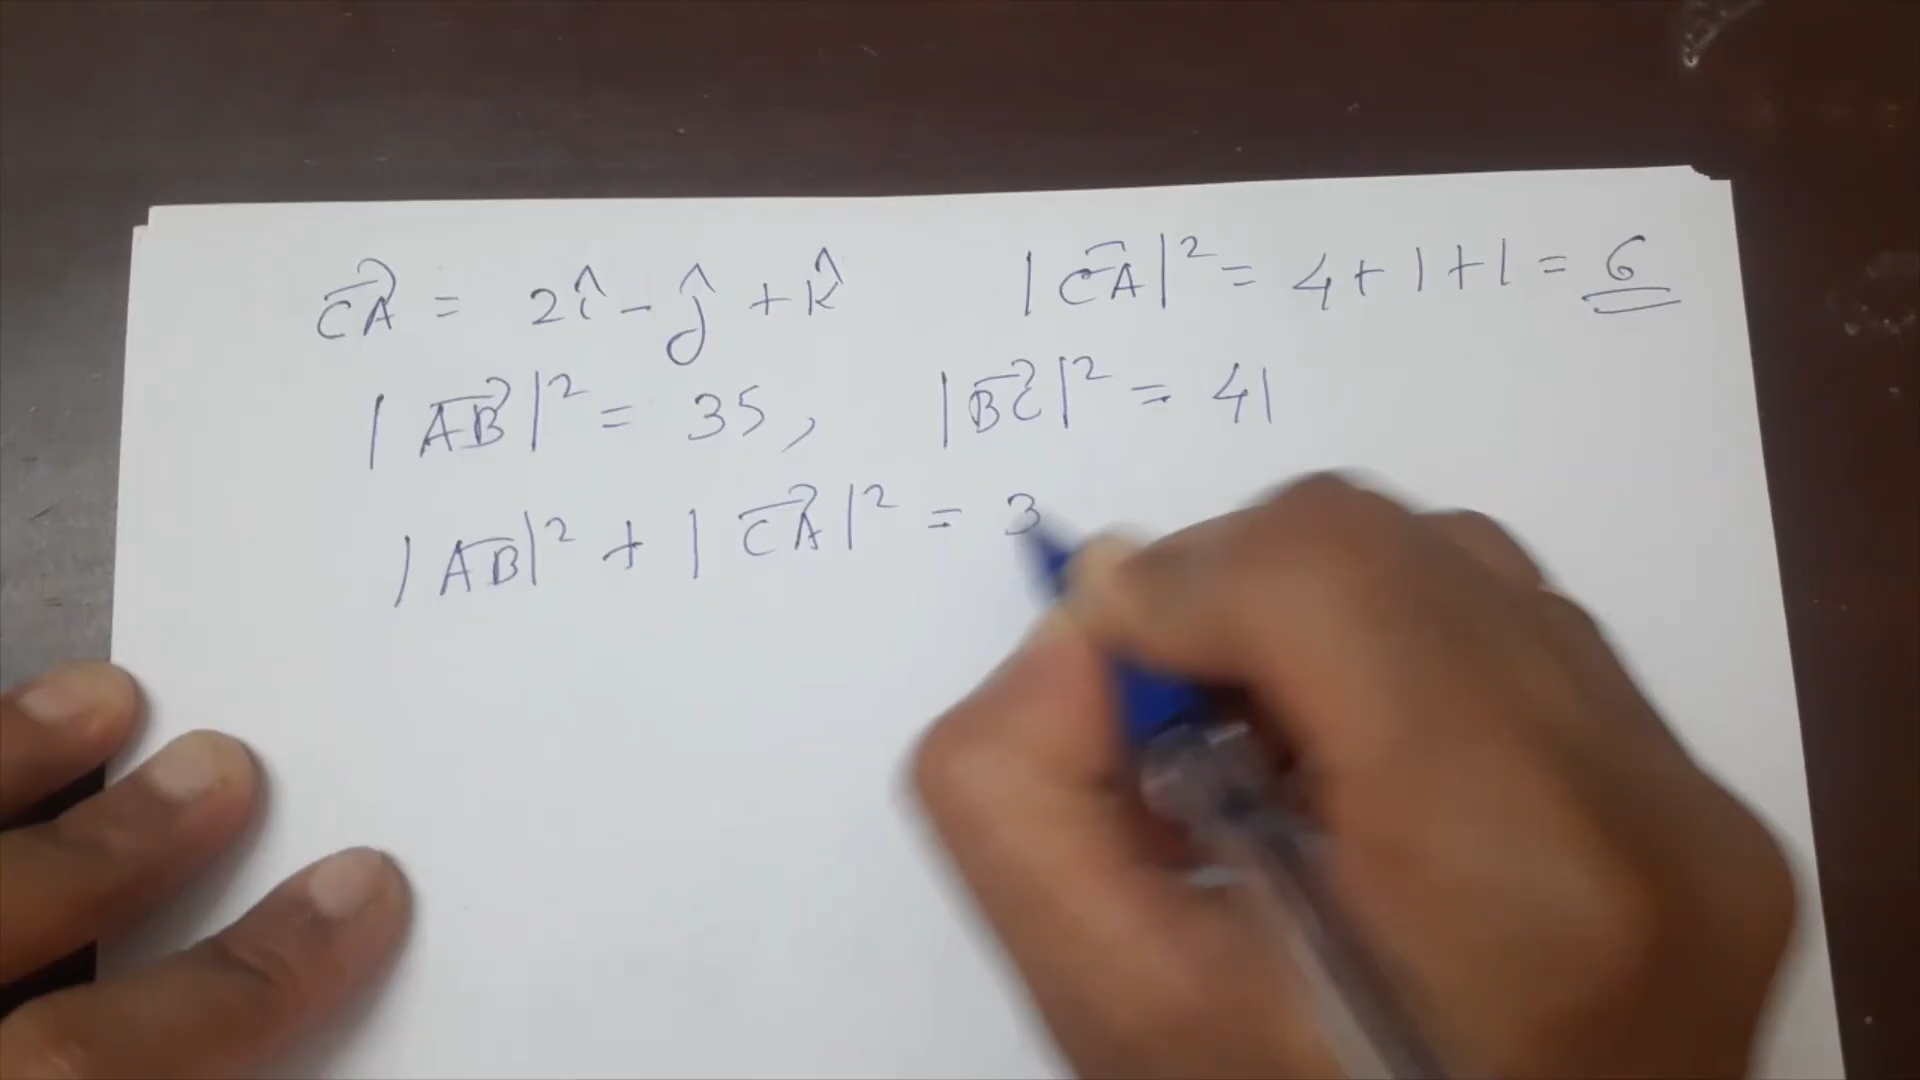 CA⃗ = 2î - ĵ + k̂ |CA⃗|² = 4 + 1 + 1 = 6
|AB⃗|² = 35, |BC⃗|² = 41
|AB⃗|² + |CA⃗|² = 3